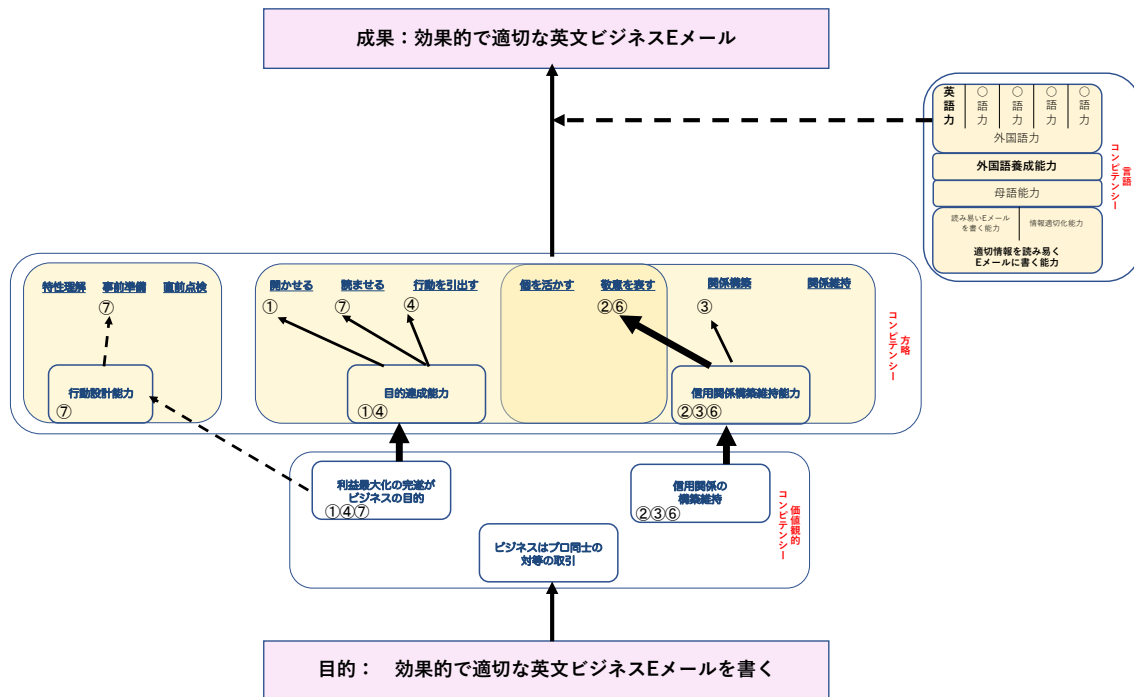 成果：効果的で適切な英文ビジネスEメール
英語力
○語力
○語力
○語力
○語力
外国語力
外国語養成能力
母語能力
読み易いEメール
を書く能力
情報適切化能力
適切情報を読み易く
Eメールに書く能力
言語
コンピテンシー
特性理解
事前準備
直前点検
開かせる
読ませる
行動を引出す
個を活かす
敬意を表す
関係構築
関係維持
⑦
①
⑦
④
②⑥
③
方略
コンピテンシー
行動設計能力
⑦
目的達成能力
①④
信用関係構築維持能力
②③⑥
利益最大化の完遂が
ビジネスの目的
①④⑦
信用関係の
構築維持
②③⑥
価値観的
コンピテンシー
ビジネスはプロ同士の
対等の取引
目的：　効果的で適切な英文ビジネスEメールを書く